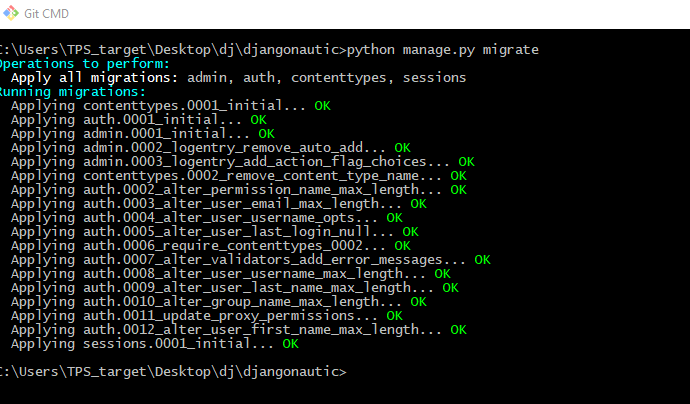 Git CMD
C:\Users\TPS_target\Desktop\dj\djangonautic>python manage.py migrate
Operations to perform:
  Apply all migrations: admin, auth, contenttypes, sessions
Running migrations:
  Applying contenttypes.0001_initial... OK
  Applying auth.0001_initial... OK
  Applying admin.0001_initial... OK
  Applying admin.0002_logentry_remove_auto_add... OK
  Applying admin.0003_logentry_add_action_flag_choices... OK
  Applying contenttypes.0002_remove_content_type_name... OK
  Applying auth.0002_alter_permission_name_max_length... OK
  Applying auth.0003_alter_user_email_max_length... OK
  Applying auth.0004_alter_user_username_opts... OK
  Applying auth.0005_alter_user_last_login_null... OK
  Applying auth.0006_require_contenttypes_0002... OK
  Applying auth.0007_alter_validators_add_error_messages... OK
  Applying auth.0008_alter_user_username_max_length... OK
  Applying auth.0009_alter_user_last_name_max_length... OK
  Applying auth.0010_alter_group_name_max_length... OK
  Applying auth.0011_update_proxy_permissions... OK
  Applying auth.0012_alter_user_first_name_max_length... OK
  Applying sessions.0001_initial... OK
C:\Users\TPS_target\Desktop\dj\djangonautic>